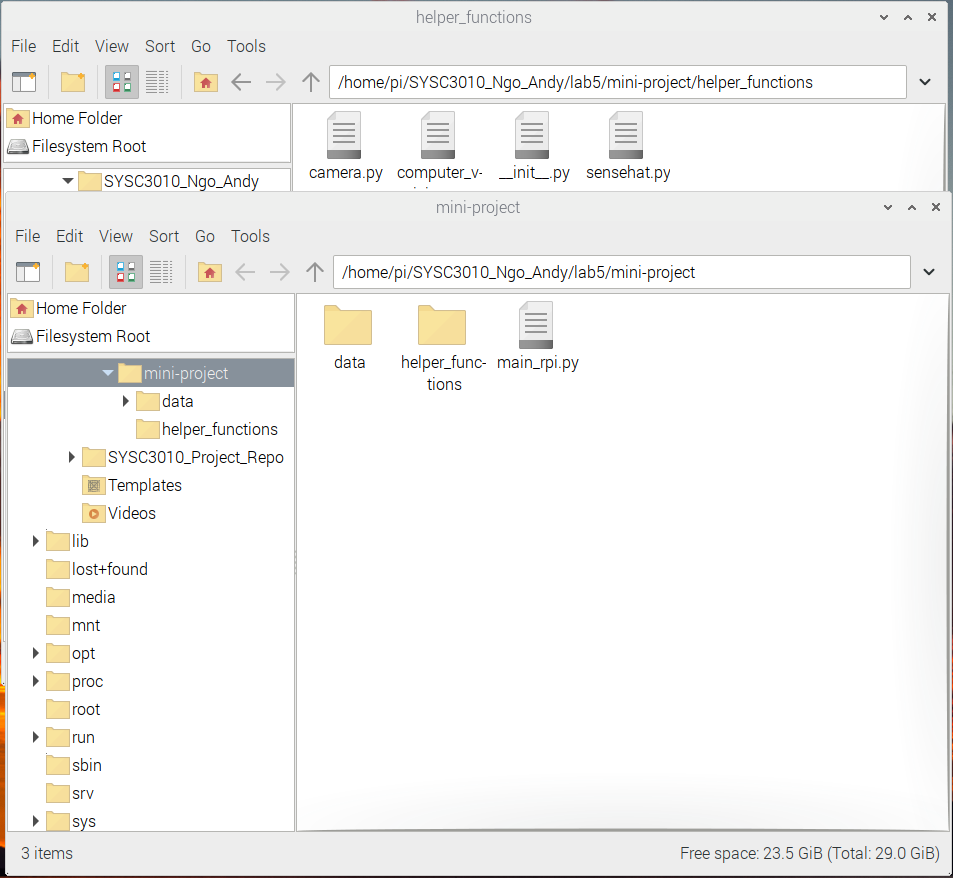 helper_functions
File Edit View Sort Go Tools
/home/pi/SYSC3010_Ngo_Andy/lab5/mini-project/helper_functions
Home Folder
Filesystem Root
SYSC3010_Ngo_Andy
camera.py
computer_v-
__init__.py
sensehat.py
mini-project
File Edit View Sort Go Tools
/home/pi/SYSC3010_Ngo_Andy/lab5/mini-project
Home Folder
Filesystem Root
mini-project
data
helper_functions
SYSC3010_Project_Repo
Templates
Videos
lib
lost+found
media
mnt
opt
proc
root
run
sbin
srv
sys
data
helper_func-
tions
main_rpi.py
3 items
Free space: 23.5 GiB (Total: 29.0 GiB)